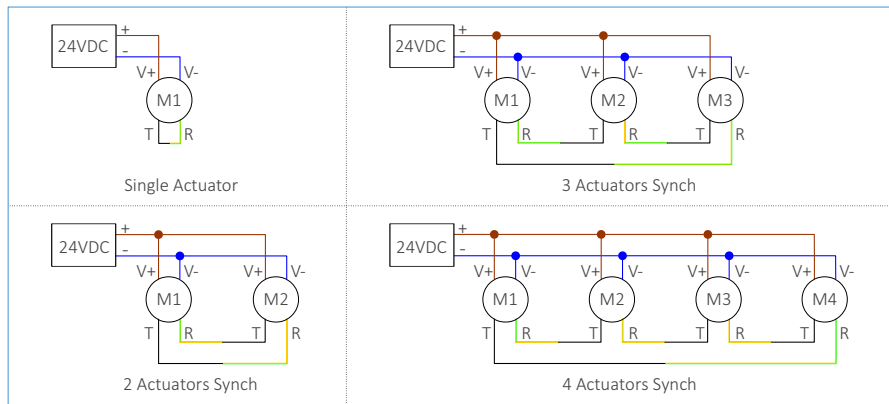 +
24VDC
-
V+ V-
M1
T R
Single Actuator
+
24VDC
-
V+ V- V+ V- V+ V-
M1 M2 M3
T R T R T R
3 Actuators Synch
+
24VDC
-
V+ V- V+ V-
M1 M2
T R T R
2 Actuators Synch
+
24VDC
-
V+ V- V+ V- V+ V- V+ V-
M1 M2 M3 M4
T R T R T R T R
4 Actuators Synch